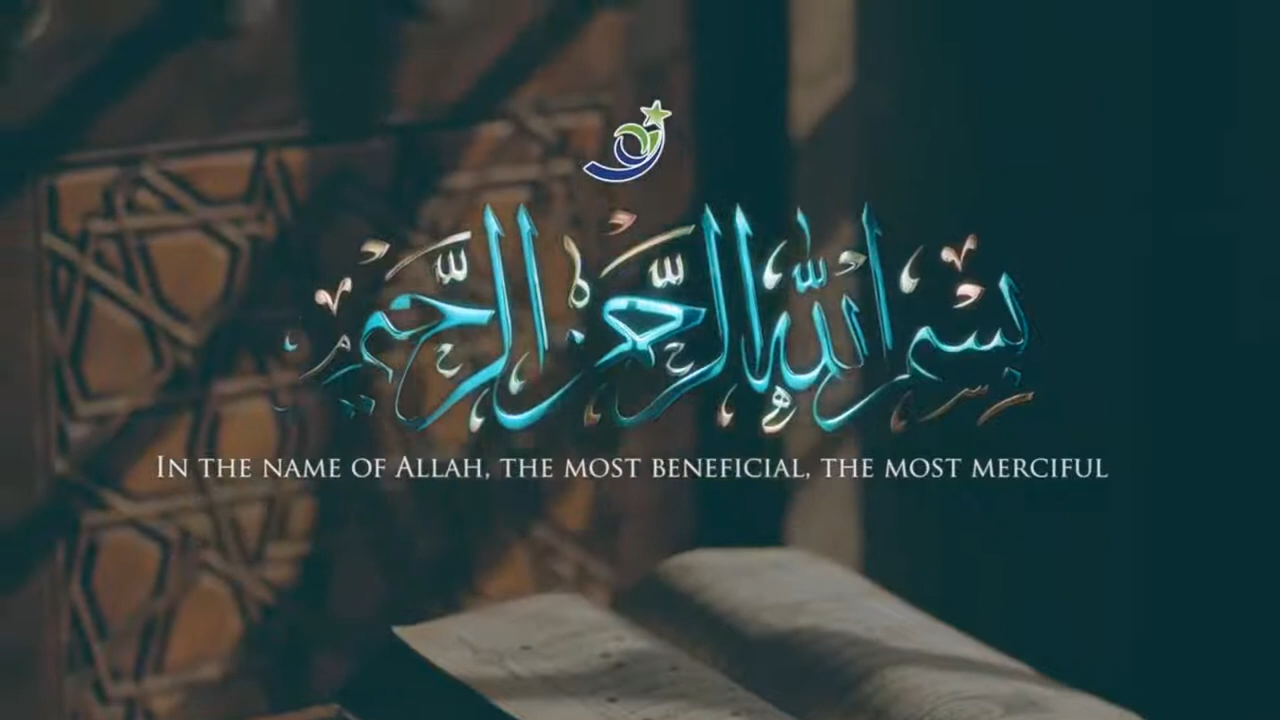 بسم الله الرحمن الرحيم
In the name of Allah, the most beneficial, the most merciful